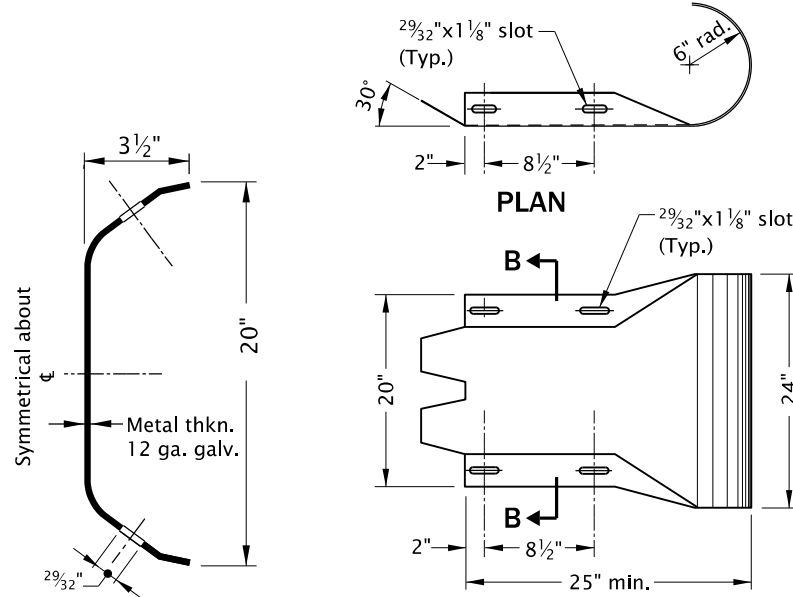 3½"
Symmetrical about
℄
20"
Metal thkn.
12 ga. galv.
29⁄32"
29⁄32"x1⅛" slot
(Typ.)
6" rad.
30°
2"
8½"
PLAN
29⁄32"x1⅛" slot
(Typ.)
B
20"
24"
B
2"
8½"
25" min.